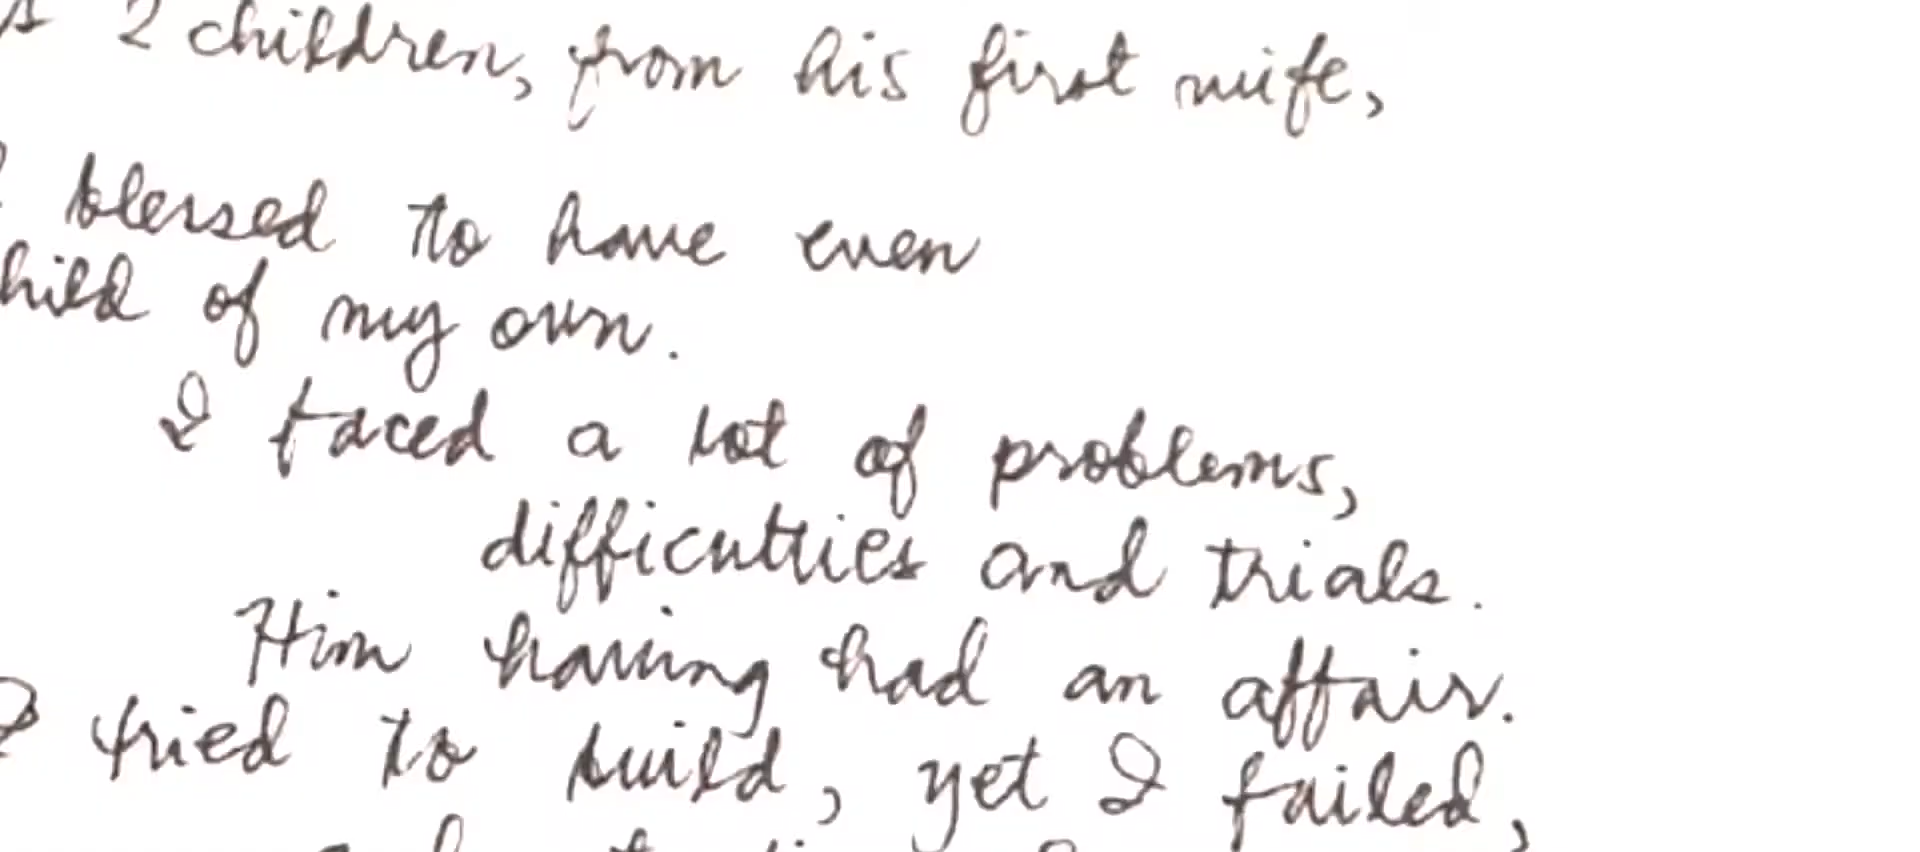 2 children, from his first wife,
blessed to have even
hild of my own.
I faced a lot of problems,
difficulties and trials.
Him having had an affair.
I tried to build, yet I failed,